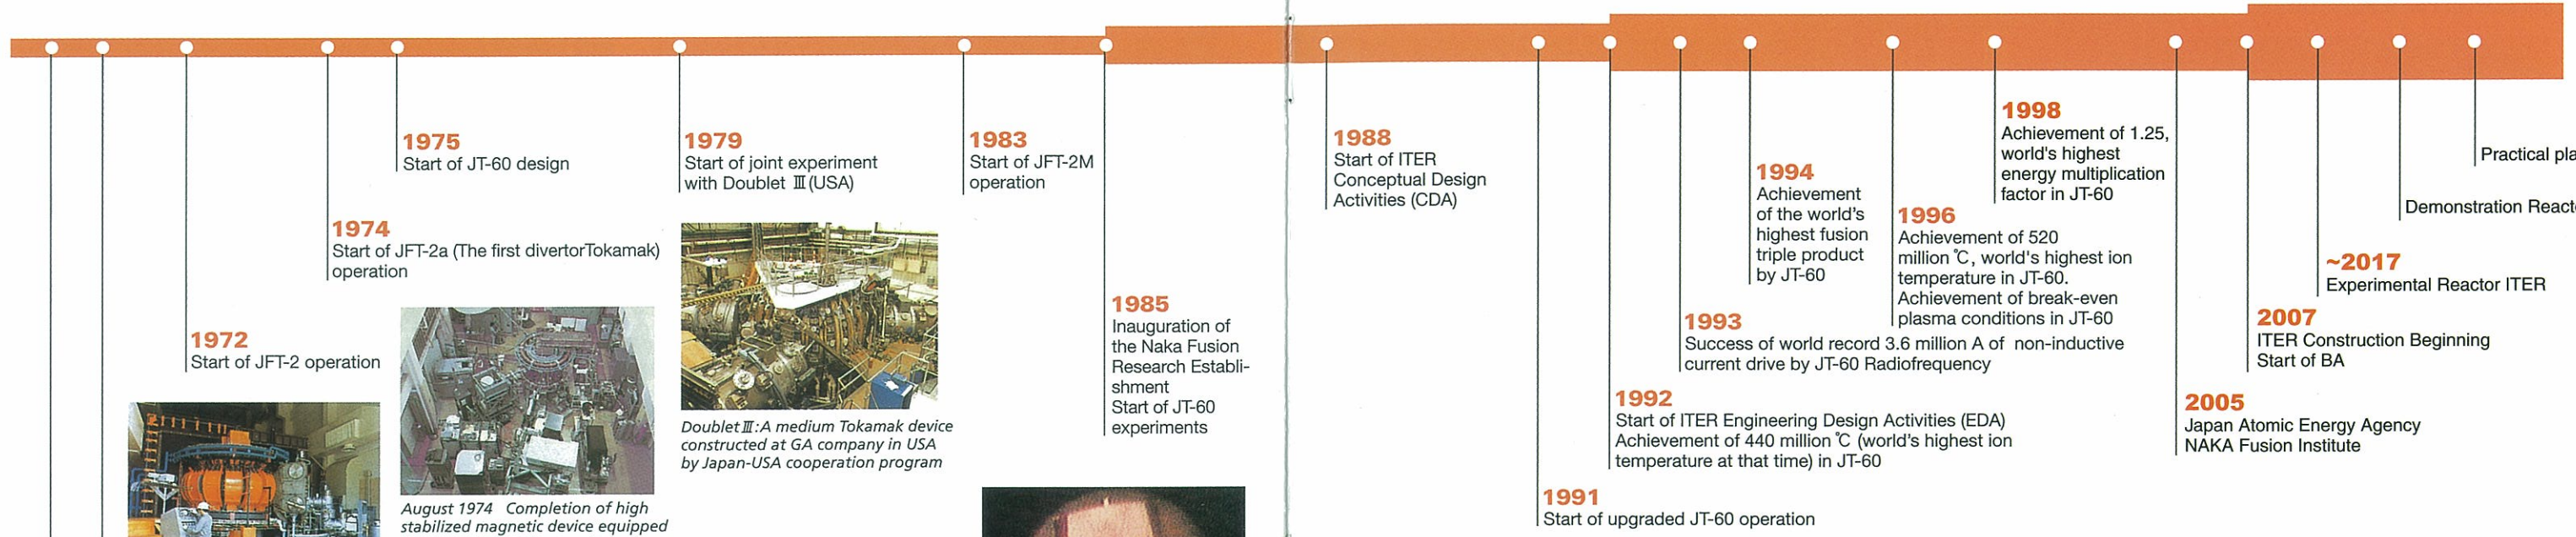 1975
Start of JT-60 design
1974
Start of JFT-2a (The first divertorTokamak)
operation
1972
Start of JFT-2 operation
August 1974 Completion of high
stabilized magnetic device equipped
1979
Start of joint experiment
with Doublet Ⅲ(USA)
DoubletⅢ:A medium Tokamak device
constructed at GA company in USA
by Japan-USA cooperation program
1983
Start of JFT-2M
operation
1985
Inauguration of
the Naka Fusion
Research Establi-
shment
Start of JT-60
experiments
1988
Start of ITER
Conceptual Design
Activities (CDA)
1991
Start of upgraded JT-60 operation
1992
Start of ITER Engineering Design Activities (EDA)
Achievement of 440 million ℃ (world's highest ion
temperature at that time) in JT-60
1993
Success of world record 3.6 million A of non-inductive
current drive by JT-60 Radiofrequency
1994
Achievement
of the world's
highest fusion
triple product
by JT-60
1996
Achievement of 520
million ℃, world's highest ion
temperature in JT-60.
Achievement of break-even
plasma conditions in JT-60
1998
Achievement of 1.25,
world's highest
energy multiplication
factor in JT-60
2005
Japan Atomic Energy Agency
NAKA Fusion Institute
2007
ITER Construction Beginning
Start of BA
~2017
Experimental Reactor ITER
Demonstration
Practical